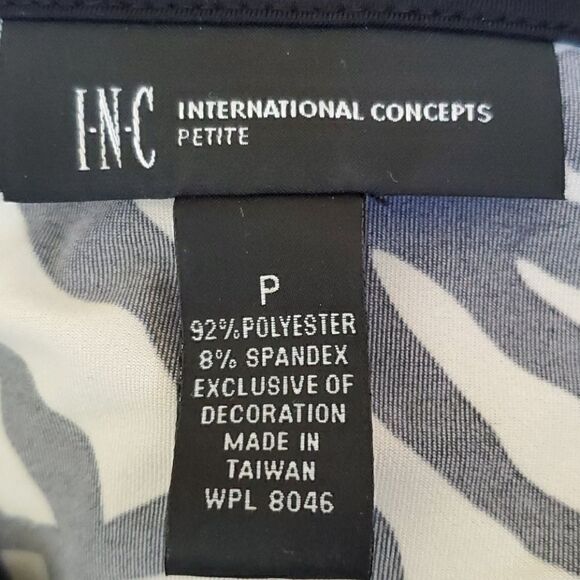 I·N·C INTERNATIONAL CONCEPTS
PETITE
P
92% POLYESTER
8% SPANDEX
EXCLUSIVE OF
DECORATION
MADE IN
TAIWAN
WPL 8046